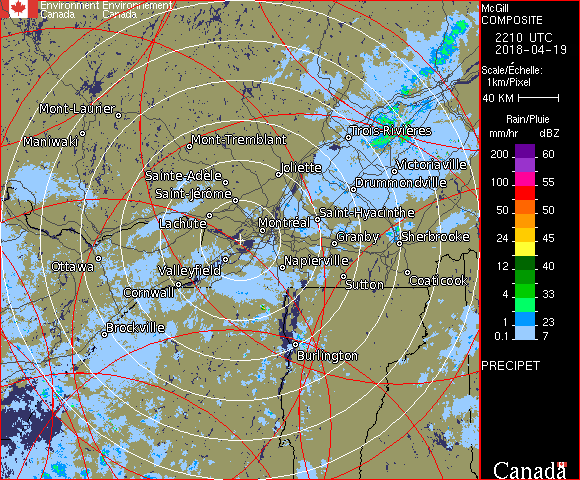 Environment Environnement
Canada Canada
McGill
COMPOSITE
2210 UTC
2018-04-19
Scale/Échelle:
1km/Pixel
40 KM
Rain/Pluie
mm/hr dBZ
200 60
150 57
100 55
50 50
24 45
12 40
4 33
1 23
0.1 7
PRECIPET
Mont-Laurier
Maniwaki
Mont-Tremblant
Trois-Rivières
Joliette
Victoriaville
Sainte-Adèle
Drummondville
Saint-Jérôme
Saint-Hyacinthe
Lachute
Montréal
Granby
Sherbrooke
Ottawa
Valleyfield
Napierville
Sutton
Coaticook
Cornwall
Brockville
Burlington
Canada